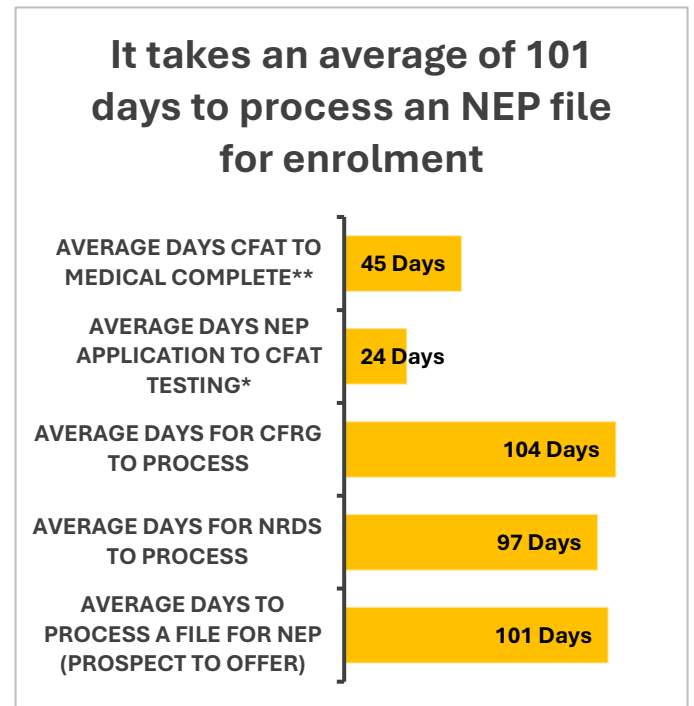 It takes an average of 101
days to process an NEP file
for enrolment
AVERAGE DAYS CFAT TO
MEDICAL COMPLETE**
45 Days
AVERAGE DAYS NEP
APPLICATION TO CFAT
TESTING*
24 Days
AVERAGE DAYS FOR CFRG
TO PROCESS
104 Days
AVERAGE DAYS FOR NRDS
TO PROCESS
97 Days
AVERAGE DAYS TO
PROCESS A FILE FOR NEP
(PROSPECT TO OFFER)
101 Days